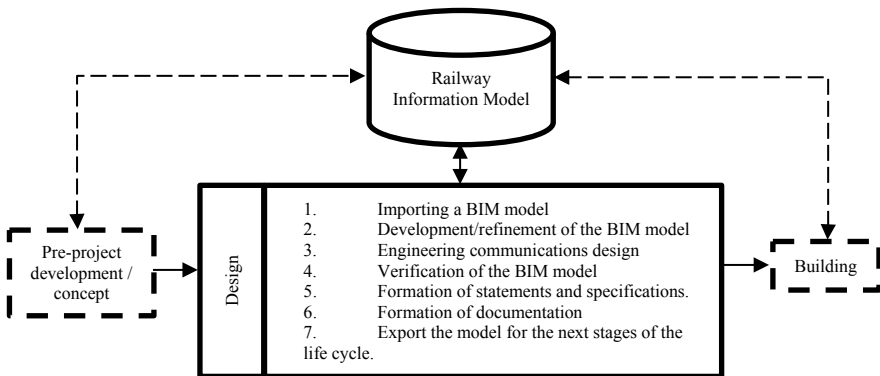 Railway
Information Model
Pre-project
development /
concept
Design
1. Importing a BIM model
2. Development/refinement of the BIM model
3. Engineering communications design
4. Verification of the BIM model
5. Formation of statements and specifications.
6. Formation of documentation
7. Export the model for the next stages of the
life cycle.
Building